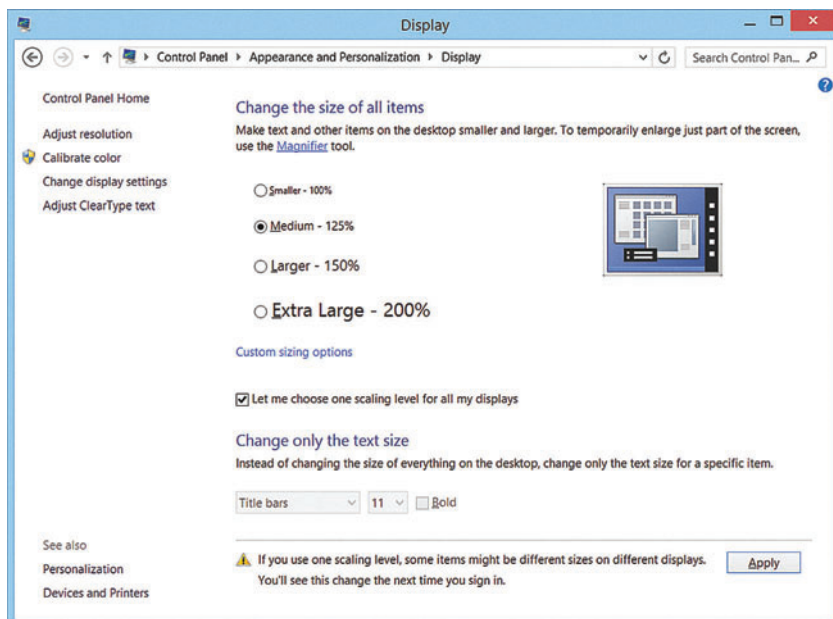 Display
Control Panel Appearance and Personalization Display
Search Control Pan...
Control Panel Home
Adjust resolution
Calibrate color
Change display settings
Adjust ClearType text
Change the size of all items
Make text and other items on the desktop smaller and larger. To temporarily enlarge just part of the screen,
use the Magnifier tool.
Smaller - 100%
Medium - 125%
Larger - 150%
Extra Large - 200%
Custom sizing options
Let me choose one scaling level for all my displays
Change only the text size
Instead of changing the size of everything on the desktop, change only the text size for a specific item.
Title bars 11 Bold
See also
Personalization
Devices and Printers
If you use one scaling level, some items might be different sizes on different displays.
You'll see this change the next time you sign in.
Apply